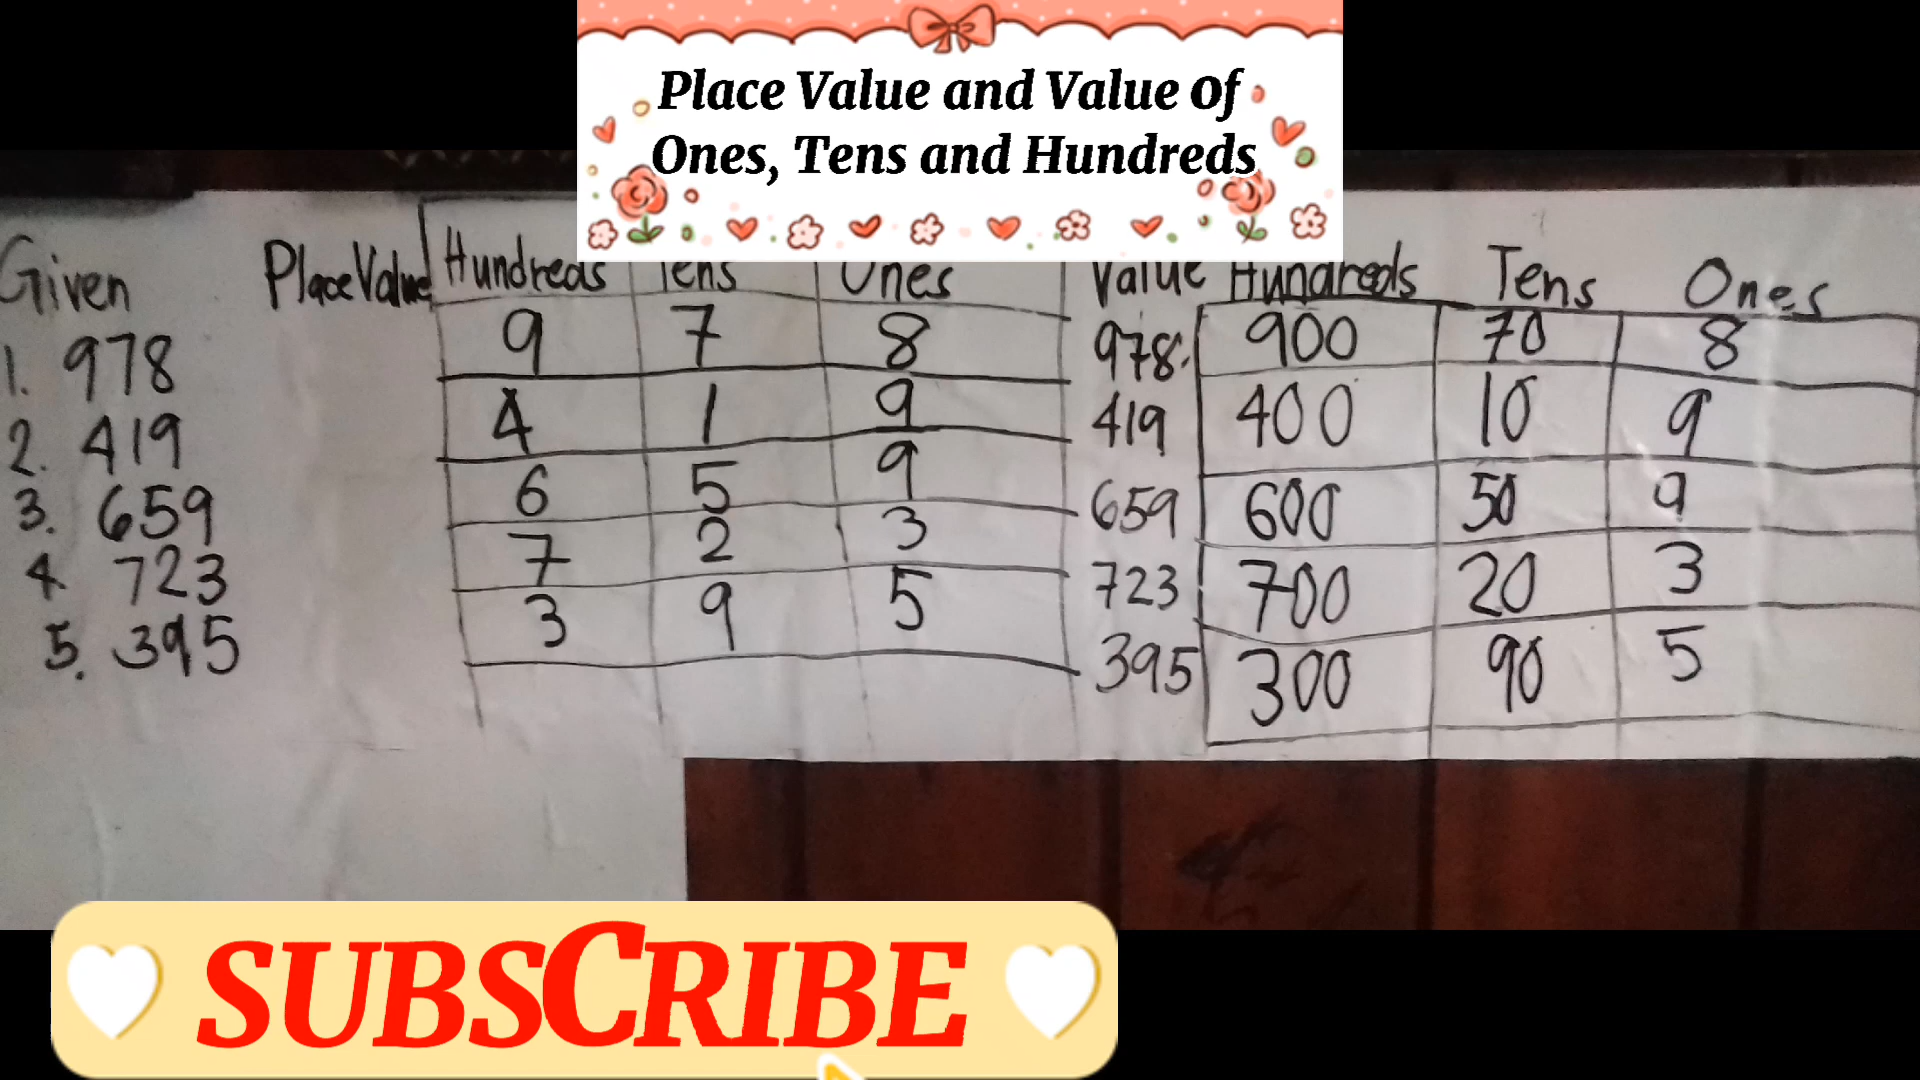 Place Value and Value Of
Ones, Tens and Hundreds
Given Place Value Hundreds Tens Ones Value Hundreds Tens Ones
1. 978 9 7 8 978. 900 70 8
2. 419 4 1 9 419 400 10 9
3. 659 6 5 9 659 600 50 9
4. 723 7 2 3 723 700 20 3
5. 395 3 9 5 395 300 90 5
SUBSCRIBE